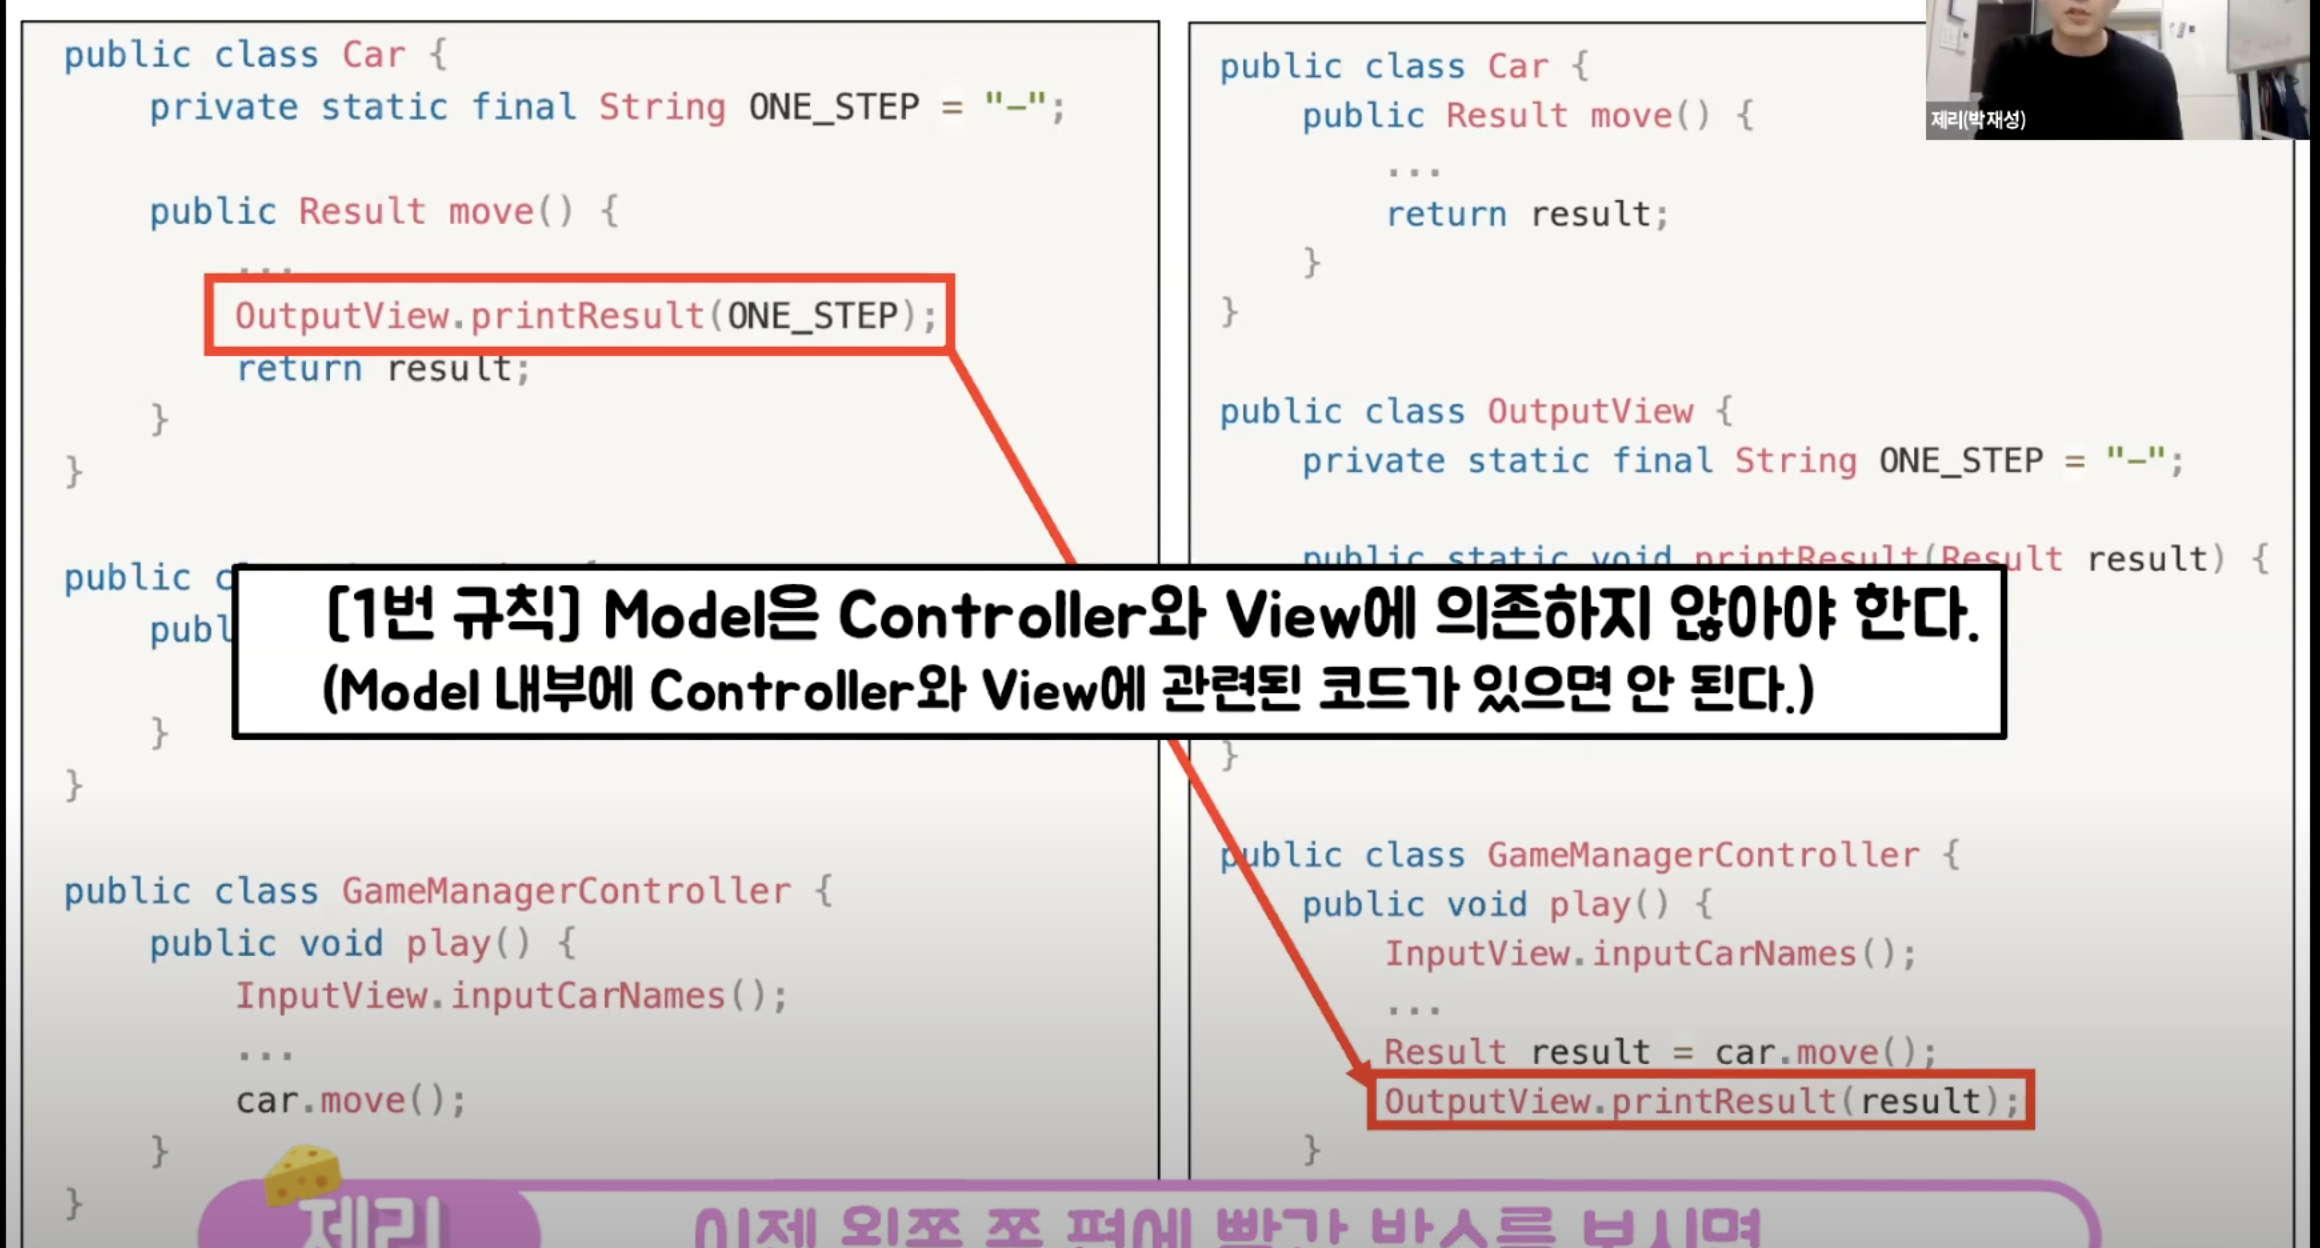 public class Car {
private static final String ONE_STEP = "-";
public Result move() {
...
OutputView.printResult(ONE_STEP);
return result;
}
}
public
}
}
public class GameManagerController {
public void play() {
InputView.inputCarNames();
...
car.move();
}
}
public class Car {
public Result move() {
...
return result;
}
}
public class OutputView {
private static final String ONE_STEP = "-";
public static void printResult(Result result) {
}
public class GameManagerController {
public void play() {
InputView.inputCarNames();
...
Result result = car.move();
OutputView.printResult(result);
}
제리(박재성)
[1번 규칙] Model은 Controller와 View에 의존하지 않아야 한다.
(Model 내부에 Controller와 View에 관련된 코드가 있으면 안 된다.)
제리
이제 왼쪽 쪽 편에 빨간 박스를 보시면